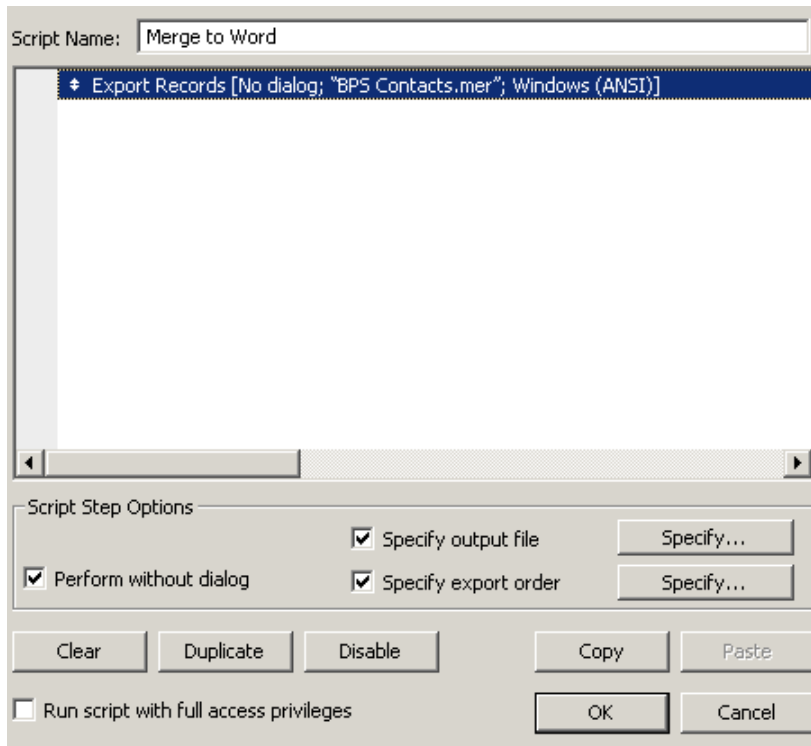 Script Name: Merge to Word
Export Records [No dialog; “BPS Contacts.mer”; Windows (ANSI)]
Script Step Options
Specify output file Specify...
Perform without dialog Specify export order Specify...
Clear Duplicate Disable Copy Paste
Run script with full access privileges OK Cancel